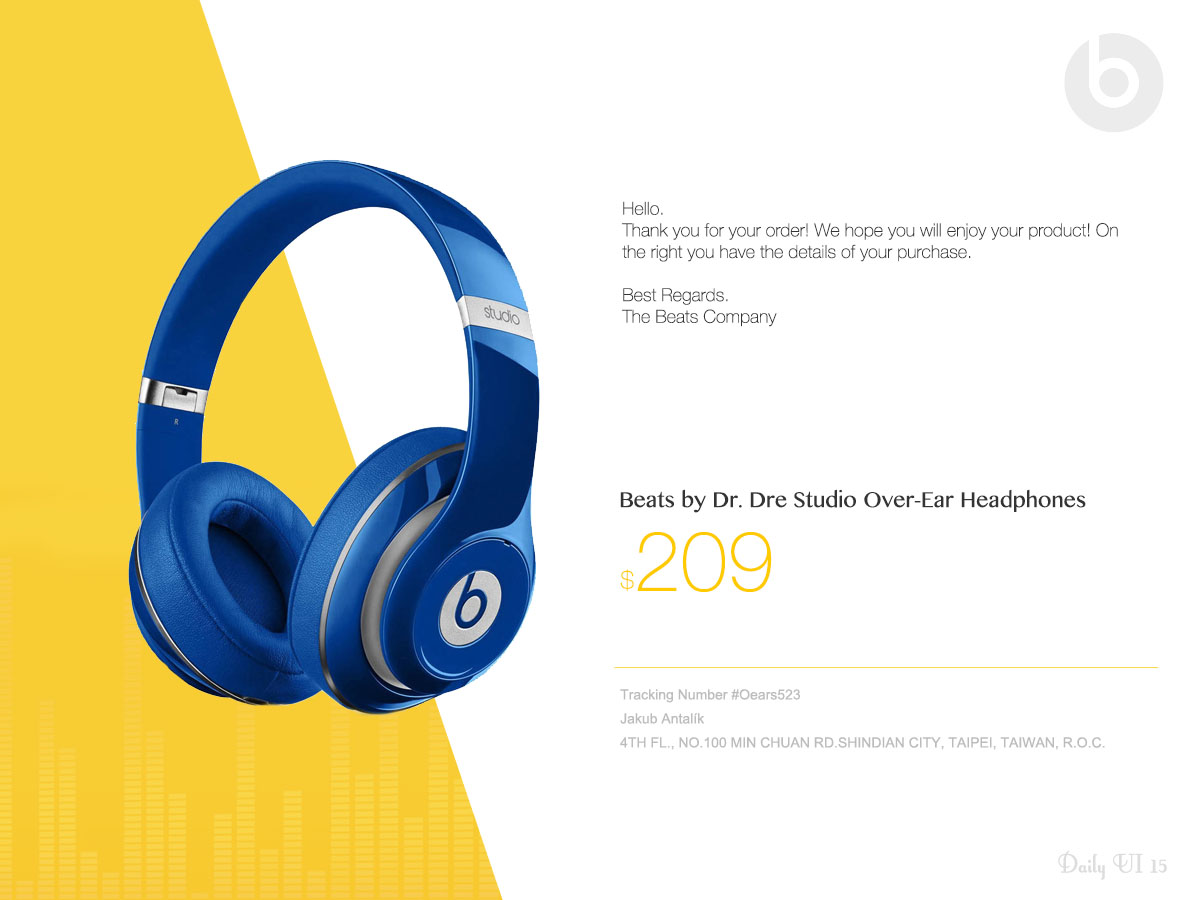 Hello.
Thank you for your order! We hope you will enjoy your product! On
the right you have the details of your purchase.
Best Regards.
The Beats Company
studio
R
b
b
Beats by Dr. Dre Studio Over-Ear Headphones
$209
Tracking Number #Oears523
Jakub Antalík
4TH FL., NO.100 MIN CHUAN RD.SHINDIAN CITY, TAIPEI, TAIWAN, R.O.C.
Daily UI 15